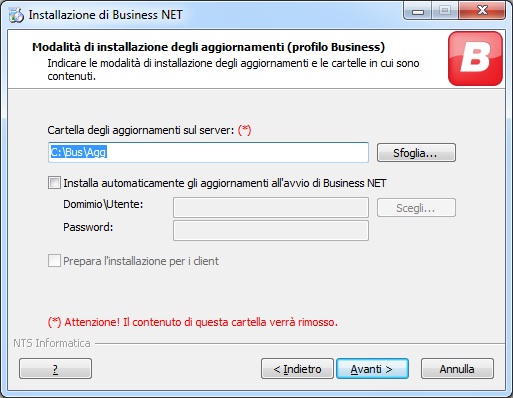 Installazione di Business NET
Modalità di installazione degli aggiornamenti (profilo Business)
Indicare le modalità di installazione degli aggiornamenti e le cartelle in cui sono
contenuti.
B
Cartella degli aggiornamenti sul server: (*)
C:\Bus\Agg
Sfoglia...
Installa automaticamente gli aggiornamenti all'avvio di Business NET
Domimio\Utente:
Scegli...
Password:
Prepara l'installazione per i client
(*) Attenzione! Il contenuto di questa cartella verrà rimosso.
NTS Informatica
?
< Indietro
Avanti >
Annulla